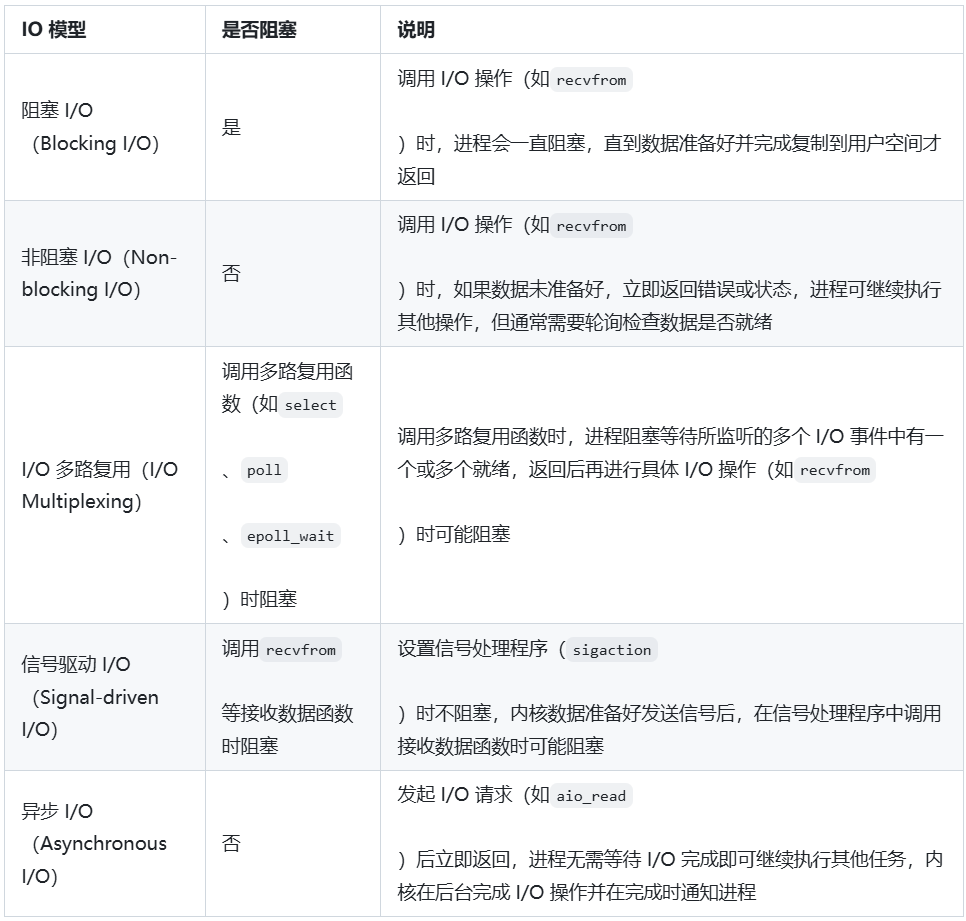 IO 模型
是否阻塞
说明
阻塞 I/O
（Blocking I/O）
是
调用 I/O 操作（如 recvfrom
）时，进程会一直阻塞，直到数据准备好并完成复制到用户空间才
返回
非阻塞 I/O（Non-
blocking I/O）
否
调用 I/O 操作（如 recvfrom
）时，如果数据未准备好，立即返回错误或状态，进程可继续执行
其他操作，但通常需要轮询检查数据是否就绪
I/O 多路复用（I/O
Multiplexing）
调用多路复用函
数（如 select
、 poll
、 epoll_wait
）时阻塞
调用多路复用函数时，进程阻塞等待所监听的多个 I/O 事件中有一
个或多个就绪，返回后再进行具体 I/O 操作（如 recvfrom
）时可能阻塞
信号驱动 I/O
（Signal-driven
I/O）
调用 recvfrom
等接收数据函数
时阻塞
设置信号处理程序（ sigaction
）时不阻塞，内核数据准备好发送信号后，在信号处理程序中调用
接收数据函数时可能阻塞
异步 I/O
（Asynchronous
I/O）
否
发起 I/O 请求（如 aio_read
）后立即返回，进程无需等待 I/O 完成即可继续执行其他任务，内
核在后台完成 I/O 操作并在完成时通知进程